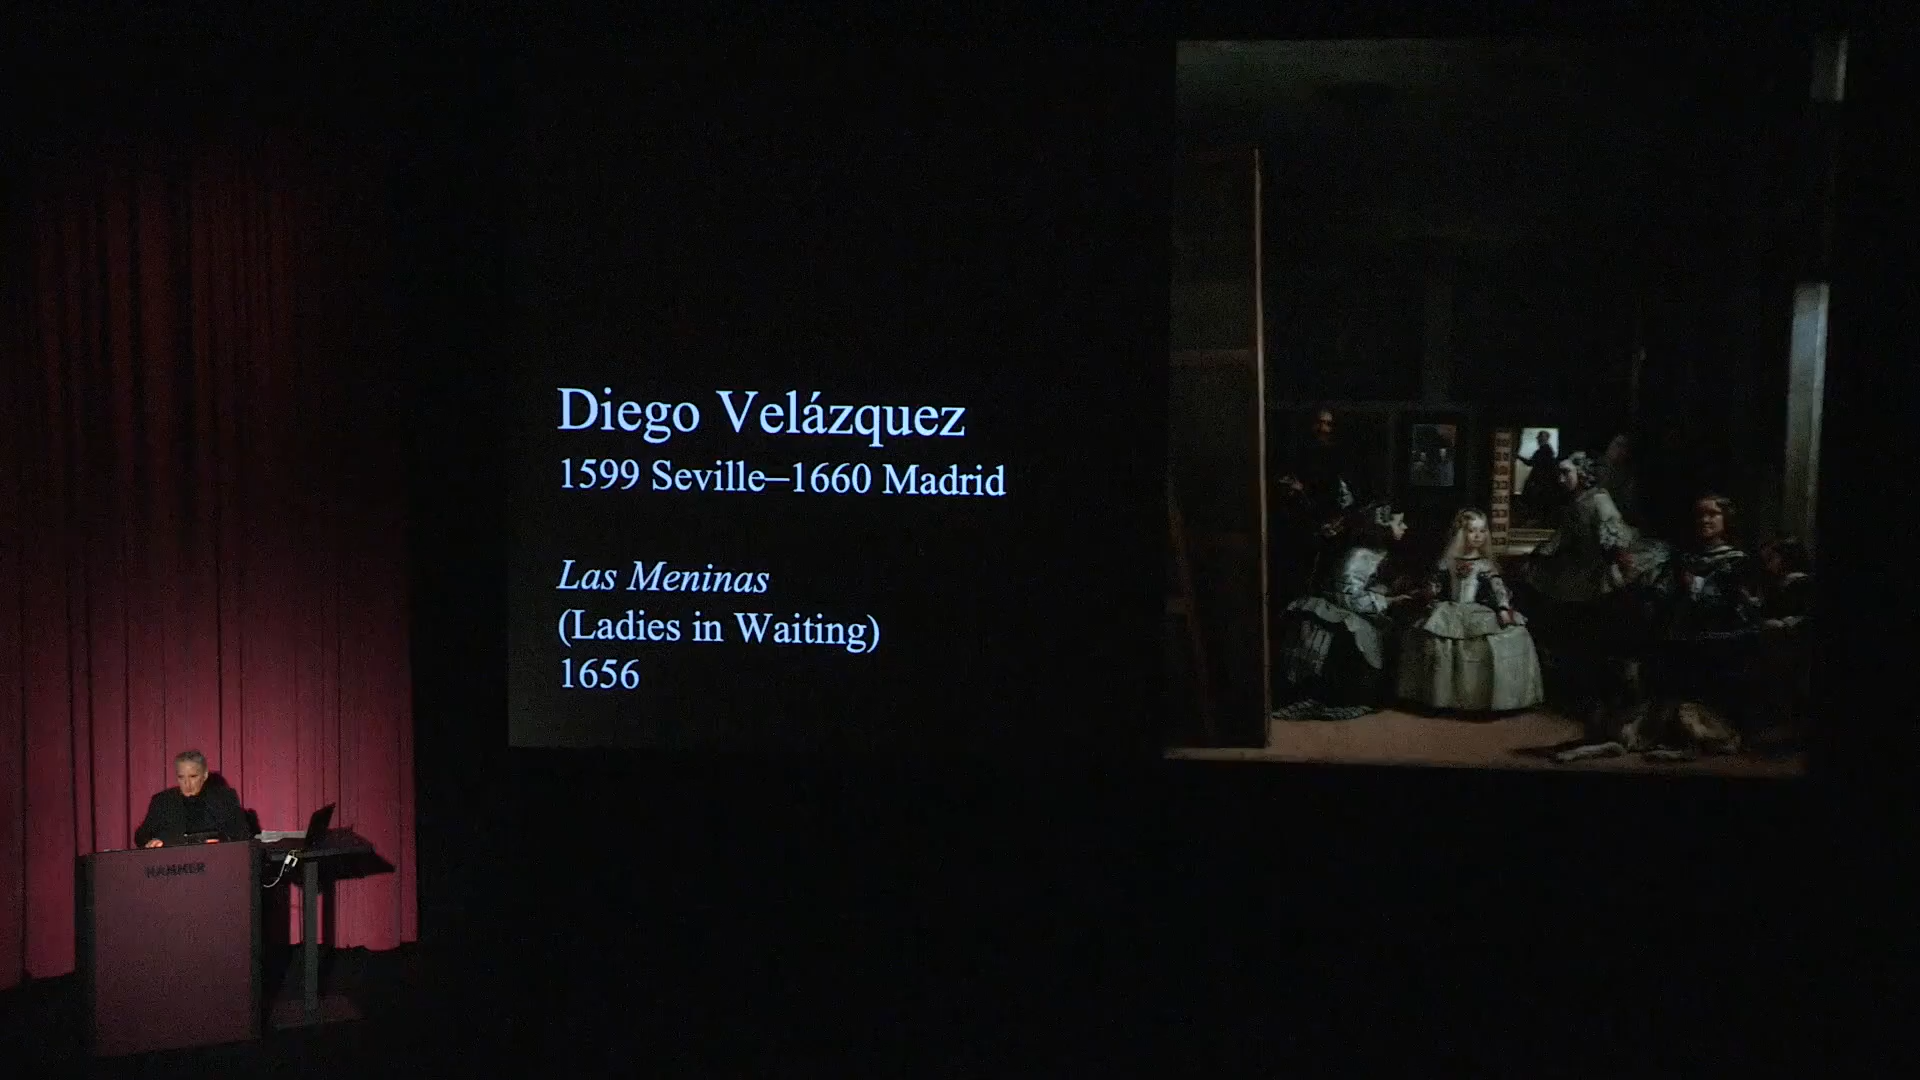 Diego Velázquez
1599 Seville–1660 Madrid
Las Meninas
(Ladies in Waiting)
1656
HAMMER